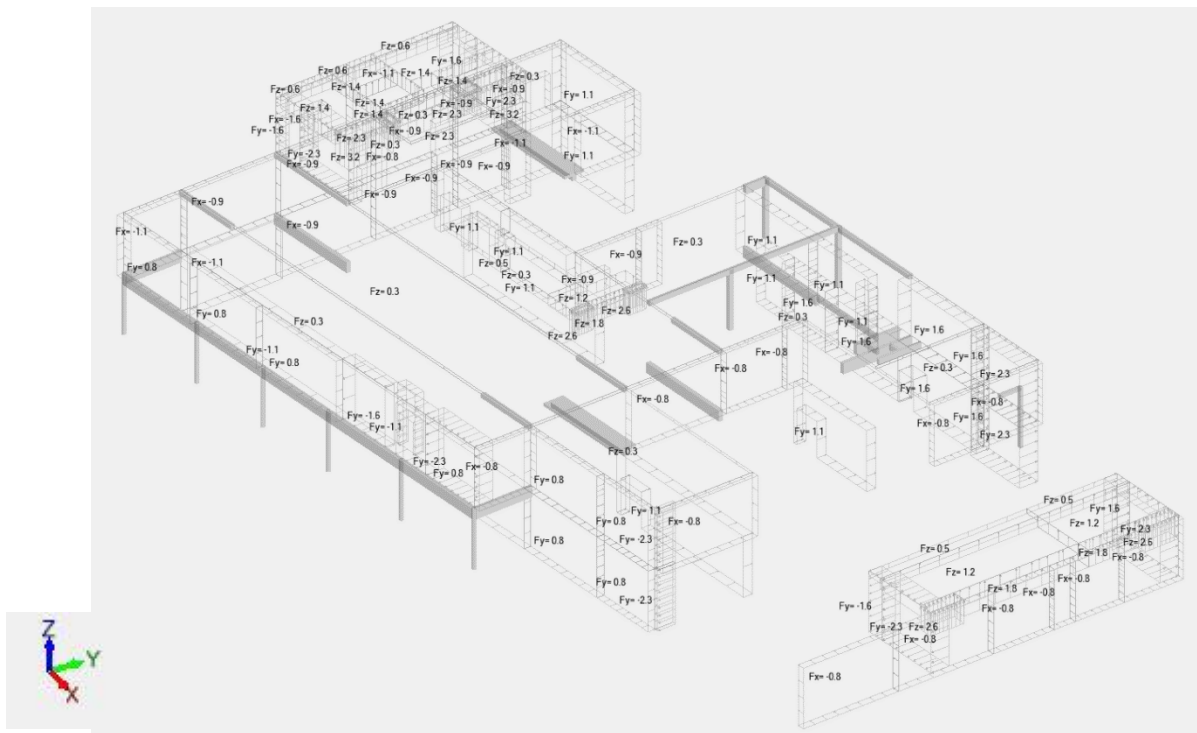 Fz= 0.6
Fz= 0.6
Fy= 1.6
Fx= -1.1
Fz= 1.4
Fz= 1.4
Fz= 0.3
Fz= 0.6
Fz= 1.4
Fx= -0.9
Fy= 1.1
Fz= 1.4
Fz= 1.4
Fx= -0.9
Fy= 2.3
Fx= -1.6
Fz= 1.4
Fz= 0.3
Fz= 2.3
Fz= 3.2
Fy= -1.6
Fx= -0.9
Fz= 2.3
Fx= -1.1
Fz= 2.3
Fz= 0.3
Fx= -1.1
Fy= -2.3
Fz= 3.2
Fx= -0.8
Fy= 1.1
Fx= -0.9
Fx= -0.9
Fx= -0.9
Fx= -0.9
Fx= -0.9
Fx= -0.9
Fx= -1.1
Fx= -0.9
Fy= 1.1
Fz= 0.3
Fy= 1.1
Fy= 1.1
Fx= -0.9
Fx= -1.1
Fy= 0.8
Fz= 0.5
Fz= 0.3
Fx= -0.9
Fy= 1.1
Fy= 1.1
Fz= 0.3
Fy= 1.1
Fz= 1.2
Fy= 1.6
Fy= 0.8
Fz= 0.3
Fz= 1.8
Fz= 2.6
Fz= 0.3
Fy= 1.1
Fz= 2.6
Fy= 1.6
Fy= 1.6
Fy= -1.1
Fx= -0.8
Fy= 1.6
Fy= 0.8
Fx= -0.8
Fz= 0.3
Fy= 2.3
Fy= 1.6
Fx= -0.8
Fx= -0.8
Fy= -1.6
Fy= 1.6
Fy= -1.1
Fx= -0.8
Fy= 1.1
Fy= 2.3
Fz= 0.3
Fy= -2.3
Fx= -0.8
Fy= 0.8
Fy= 0.8
Fz= 0.5
Fy= 1.1
Fy= 1.6
Fy= 0.8
Fx= -0.8
Fz= 1.2
Fy= 2.3
Fy= 0.8
Fy= -2.3
Fz= 2.6
Fz= 0.5
Fz= 1.8
Fx= -0.8
Fz= 1.2
Fx= -0.8
Fy= 0.8
Fz= 1.8
Fx= -0.8
Fy= -2.3
Fy= -1.6
Fx= -0.8
Fy= -2.3
Fz= 2.6
Fx= -0.8
Fx= -0.8
Z
Y
X